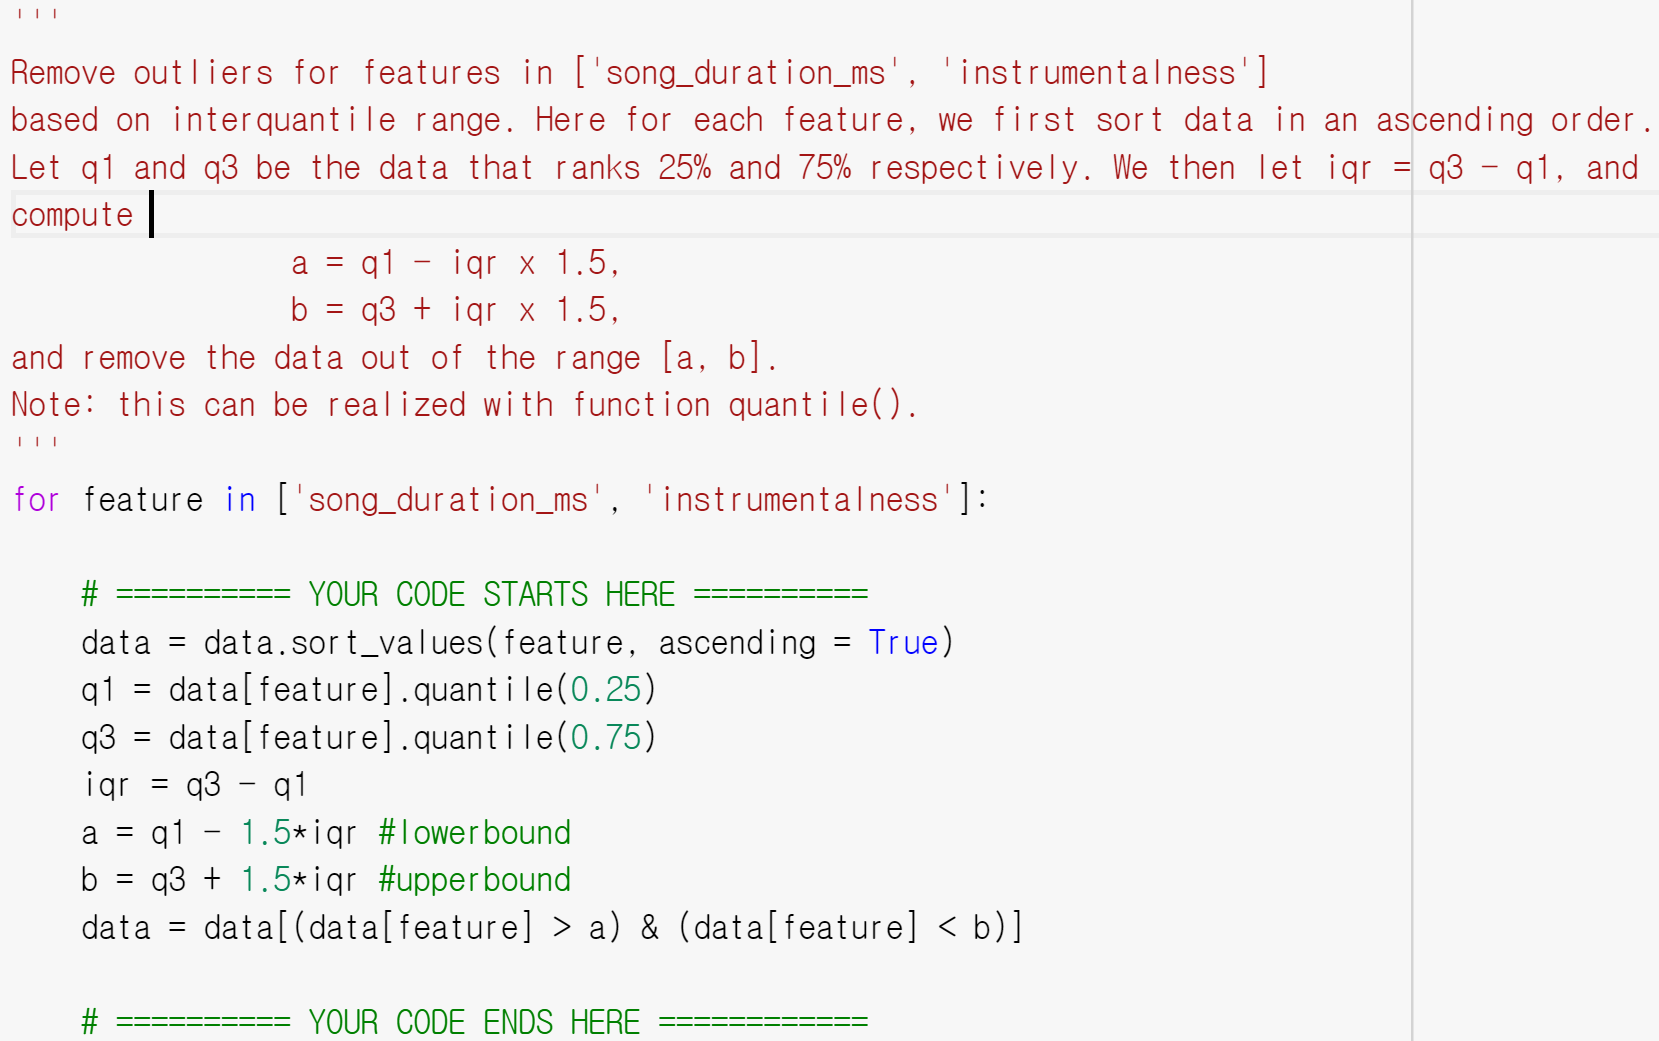 '''
Remove outliers for features in ['song_duration_ms', 'instrumentalness']
based on interquantile range. Here for each feature, we first sort data in an ascending order.
Let q1 and q3 be the data that ranks 25% and 75% respectively. We then let iqr = q3 - q1, and
compute
a = q1 - iqr x 1.5,
b = q3 + iqr x 1.5,
and remove the data out of the range [a, b].
Note: this can be realized with function quantile().
'''
for feature in ['song_duration_ms', 'instrumentalness']:
# ========== YOUR CODE STARTS HERE ==========
data = data.sort_values(feature, ascending = True)
q1 = data[feature].quantile(0.25)
q3 = data[feature].quantile(0.75)
iqr = q3 - q1
a = q1 - 1.5*iqr #lowerbound
b = q3 + 1.5*iqr #upperbound
data = data[(data[feature] > a) & (data[feature] < b)]
# ========== YOUR CODE ENDS HERE ============